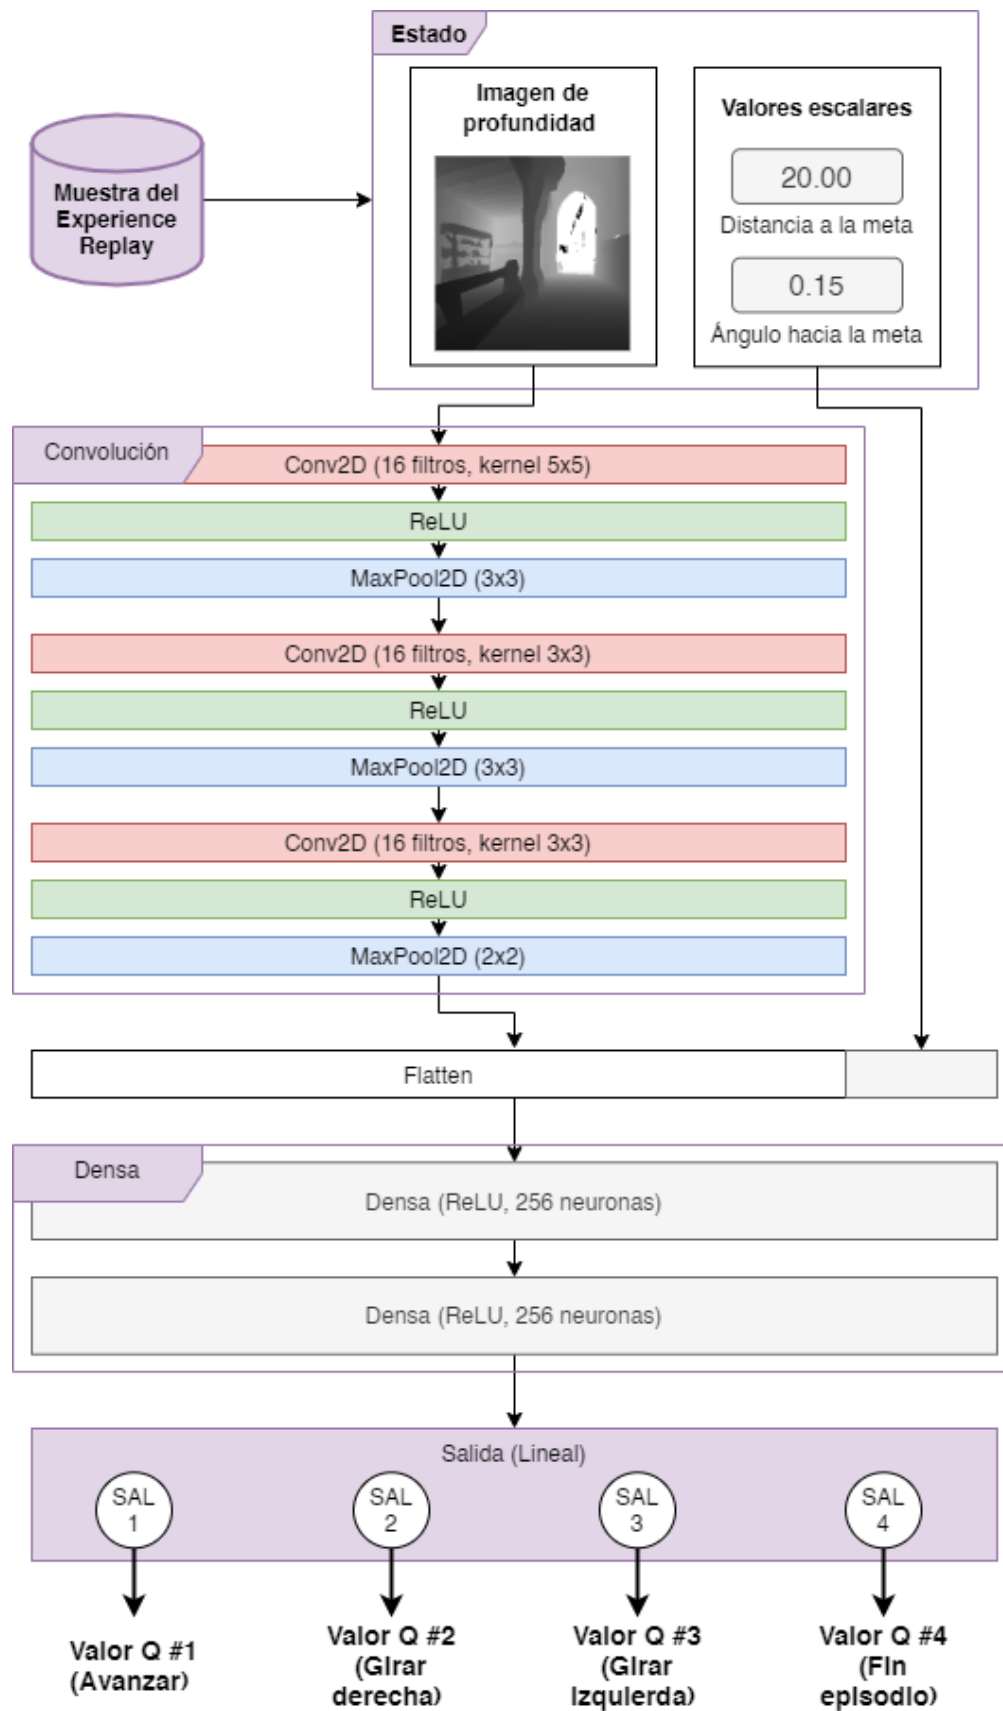 Estado
Imagen de
profundidad
Valores escalares
20.00
Distancia a la meta
0.15
Ángulo hacia la meta
Muestra del
Experience
Replay
Convolución
Conv2D (16 filtros, kernel 5x5)
ReLU
MaxPool2D (3x3)
Conv2D (16 filtros, kernel 3x3)
ReLU
MaxPool2D (3x3)
Conv2D (16 filtros, kernel 3x3)
ReLU
MaxPool2D (2x2)
Flatten
Densa
Densa (ReLU, 256 neuronas)
Densa (ReLU, 256 neuronas)
Salida (Lineal)
SAL
1
SAL
2
SAL
3
SAL
4
Valor Q #1
(Avanzar)
Valor Q #2
(Girar
derecha)
Valor Q #3
(Girar
izquierda)
Valor Q #4
(Fin
episodio)